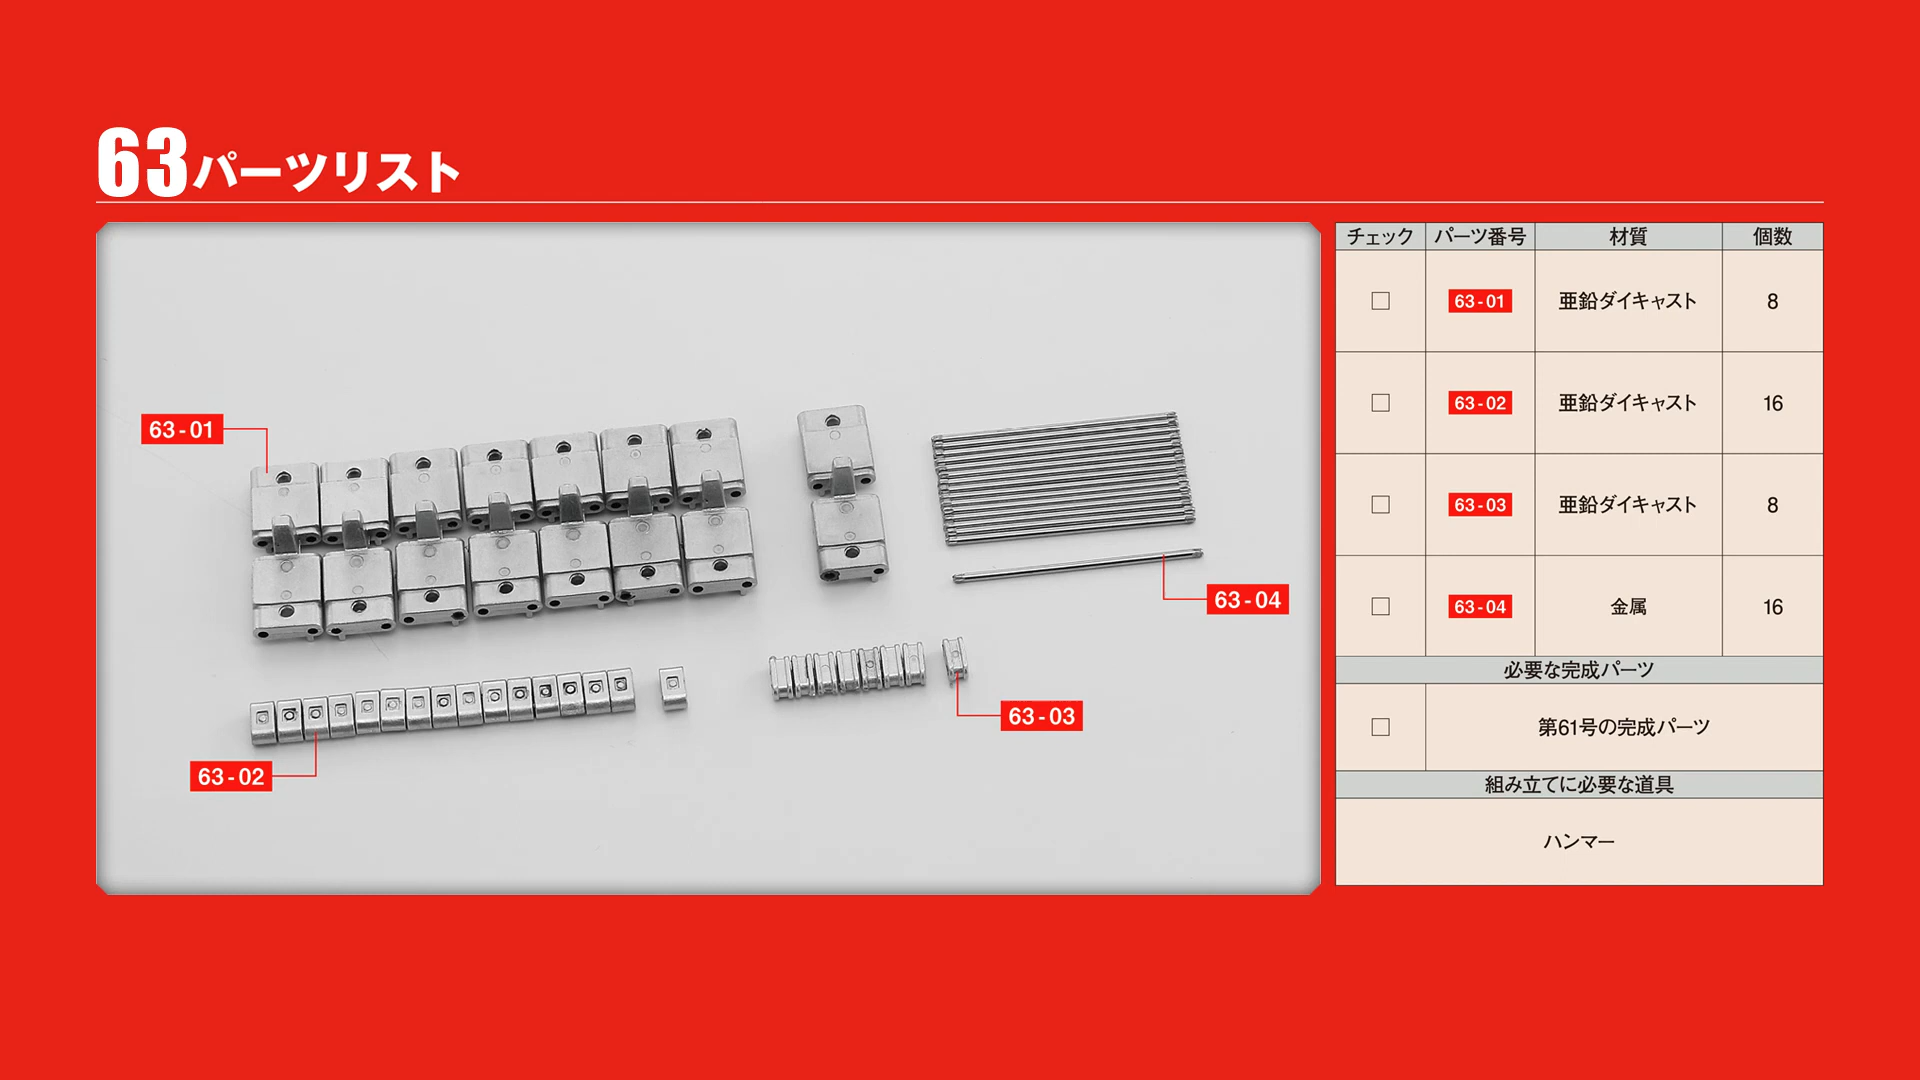 63パーツリスト
63-01
63-04
63-03
63-02
チェック パーツ番号 材質 個数
□ 63-01 亜鉛ダイキャスト 8
□ 63-02 亜鉛ダイキャスト 16
□ 63-03 亜鉛ダイキャスト 8
□ 63-04 金属 16
必要な完成パーツ
□ 第61号の完成パーツ
組み立てに必要な道具
ハンマー